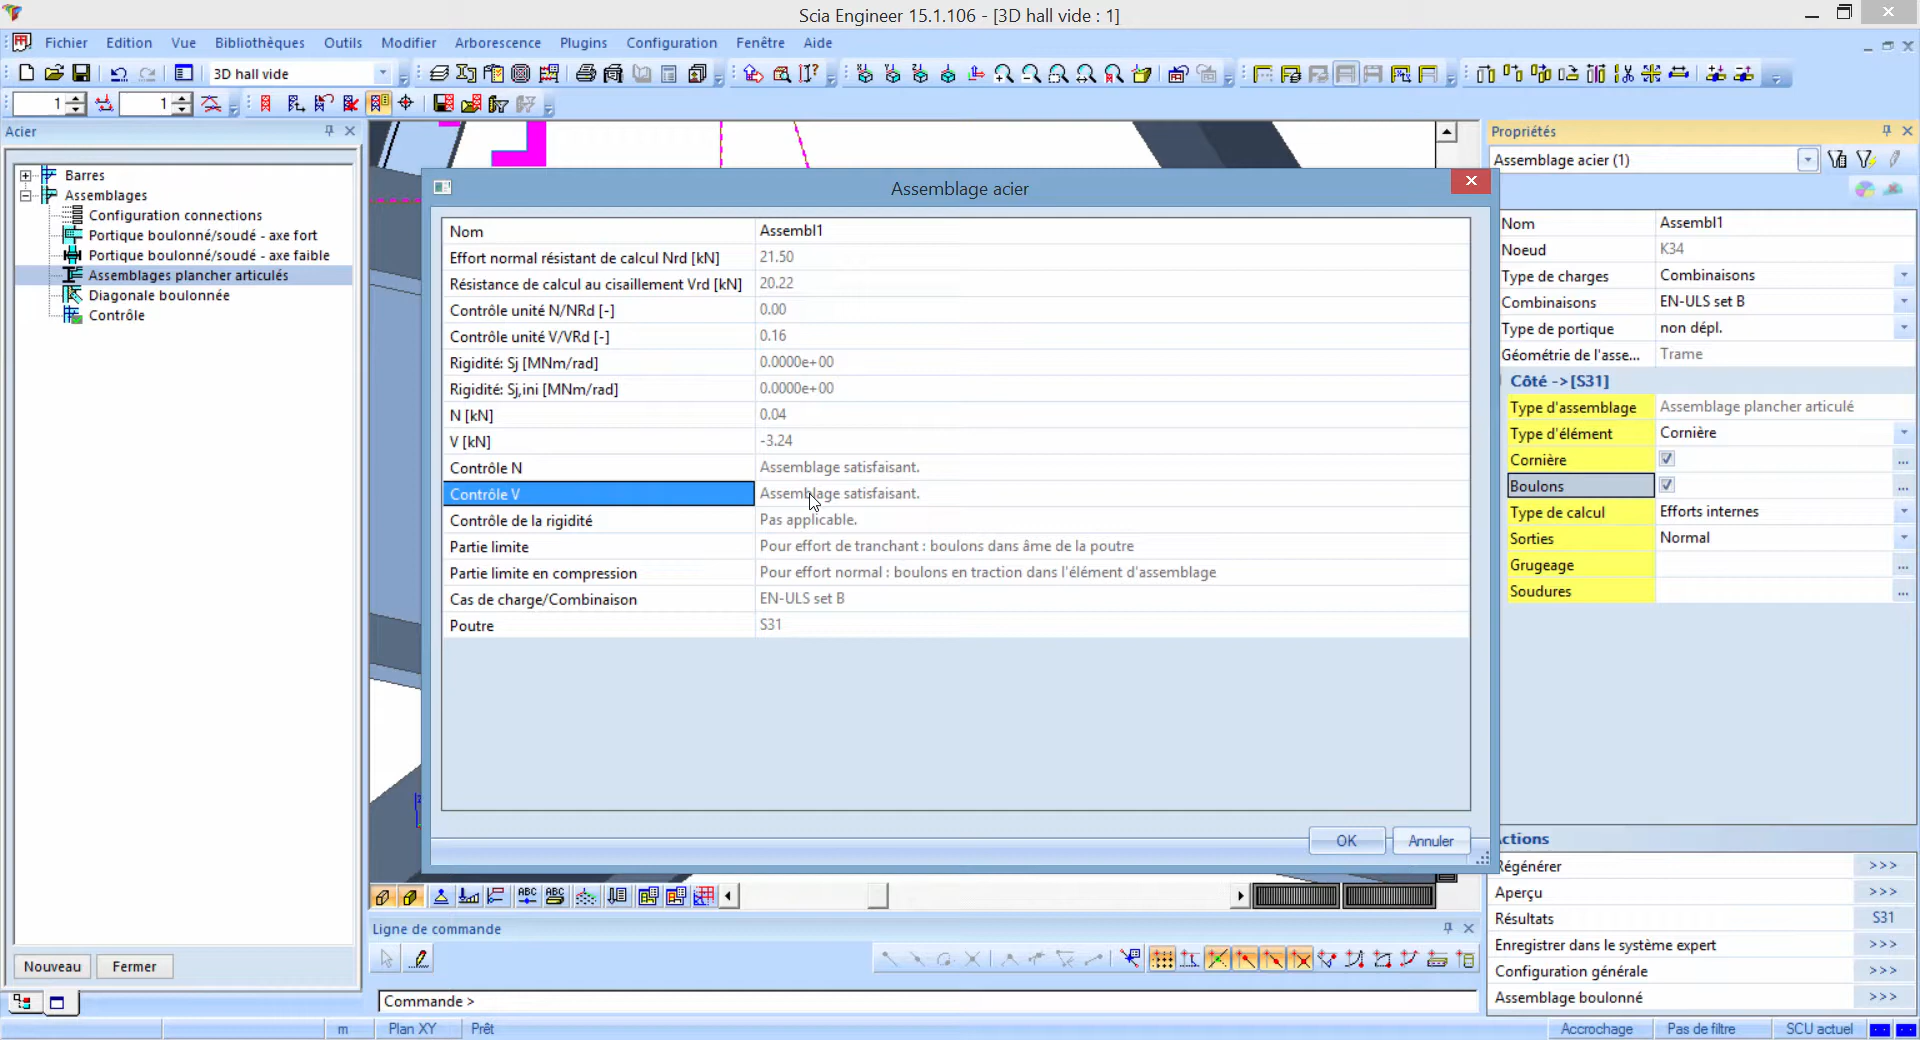 Scia Engineer 15.1.106 - [3D hall vide : 1]
Fichier Edition Vue Bibliothèques Outils Modifier Arborescence Plugins Configuration Fenêtre Aide
3D hall vide
1 1
Acier
Barres
Assemblages
Configuration connections
Portique boulonné/soudé - axe fort
Portique boulonné/soudé - axe faible
Assemblages plancher articulés
Diagonale boulonnée
Contrôle
Nouveau Fermer
Assemblage acier
Nom Assembl1
Effort normal résistant de calcul Nrd [kN] 21.50
Résistance de calcul au cisaillement Vrd [kN] 20.22
Contrôle unité N/NRd [-] 0.00
Contrôle unité V/VRd [-] 0.16
Rigidité: Sj [MNm/rad] 0.0000e+00
Rigidité: Sj,ini [MNm/rad] 0.0000e+00
N [kN] 0.04
V [kN] -3.24
Contrôle N Assemblage satisfaisant.
Contrôle V Assemblage satisfaisant.
Contrôle de la rigidité Pas applicable.
Partie limite Pour effort de tranchant : boulons dans âme de la poutre
Partie limite en compression Pour effort normal : boulons en traction dans l'élément d'assemblage
Cas de charge/Combinaison EN-ULS set B
Poutre S31
OK Annuler
ABC ABC
Ligne de commande
Commande >
Propriétés
Assemblage acier (1)
Nom Assembl1
Noeud K34
Type de charges Combinaisons
Combinaisons EN-ULS set B
Type de portique non dépl.
Géométrie de l'asse... Trame
Côté ->[S31]
Type d'assemblage Assemblage plancher articulé
Type d'élément Cornière
Cornière ...
Boulons ...
Type de calcul Efforts internes
Sorties Normal
Grugeage ...
Soudures ...
ctions
Régénérer >>>
Aperçu >>>
Résultats S31
Enregistrer dans le système expert >>>
Configuration générale >>>
Assemblage boulonné >>>
m Plan XY Prêt Accrochage Pas de filtre SCU actuel